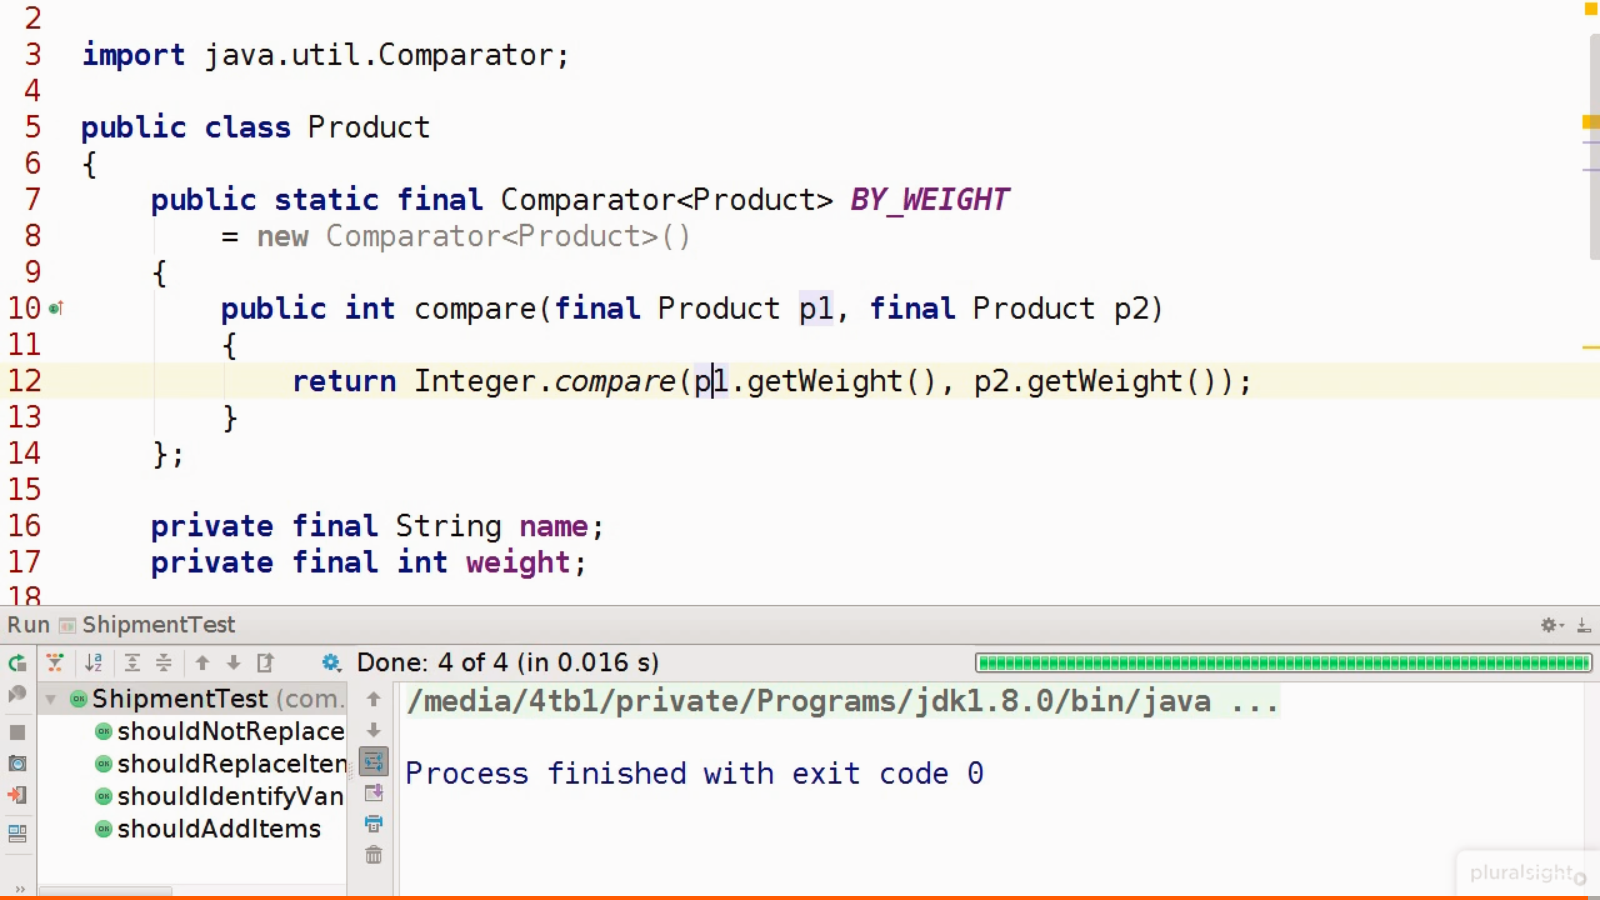 2
3 import java.util.Comparator;
4
5 public class Product
6 {
7 public static final Comparator<Product> BY_WEIGHT
8 = new Comparator<Product>()
9 {
10 public int compare(final Product p1, final Product p2)
11 {
12 return Integer.compare(p1.getWeight(), p2.getWeight());
13 }
14 };
15
16 private final String name;
17 private final int weight;
18
Run ShipmentTest
Done: 4 of 4 (in 0.016 s)
ShipmentTest (com.
shouldNotReplace
shouldReplaceIten
shouldIdentifyVan
shouldAddItems
/media/4tb1/private/Programs/jdk1.8.0/bin/java ...
Process finished with exit code 0
pluralsight